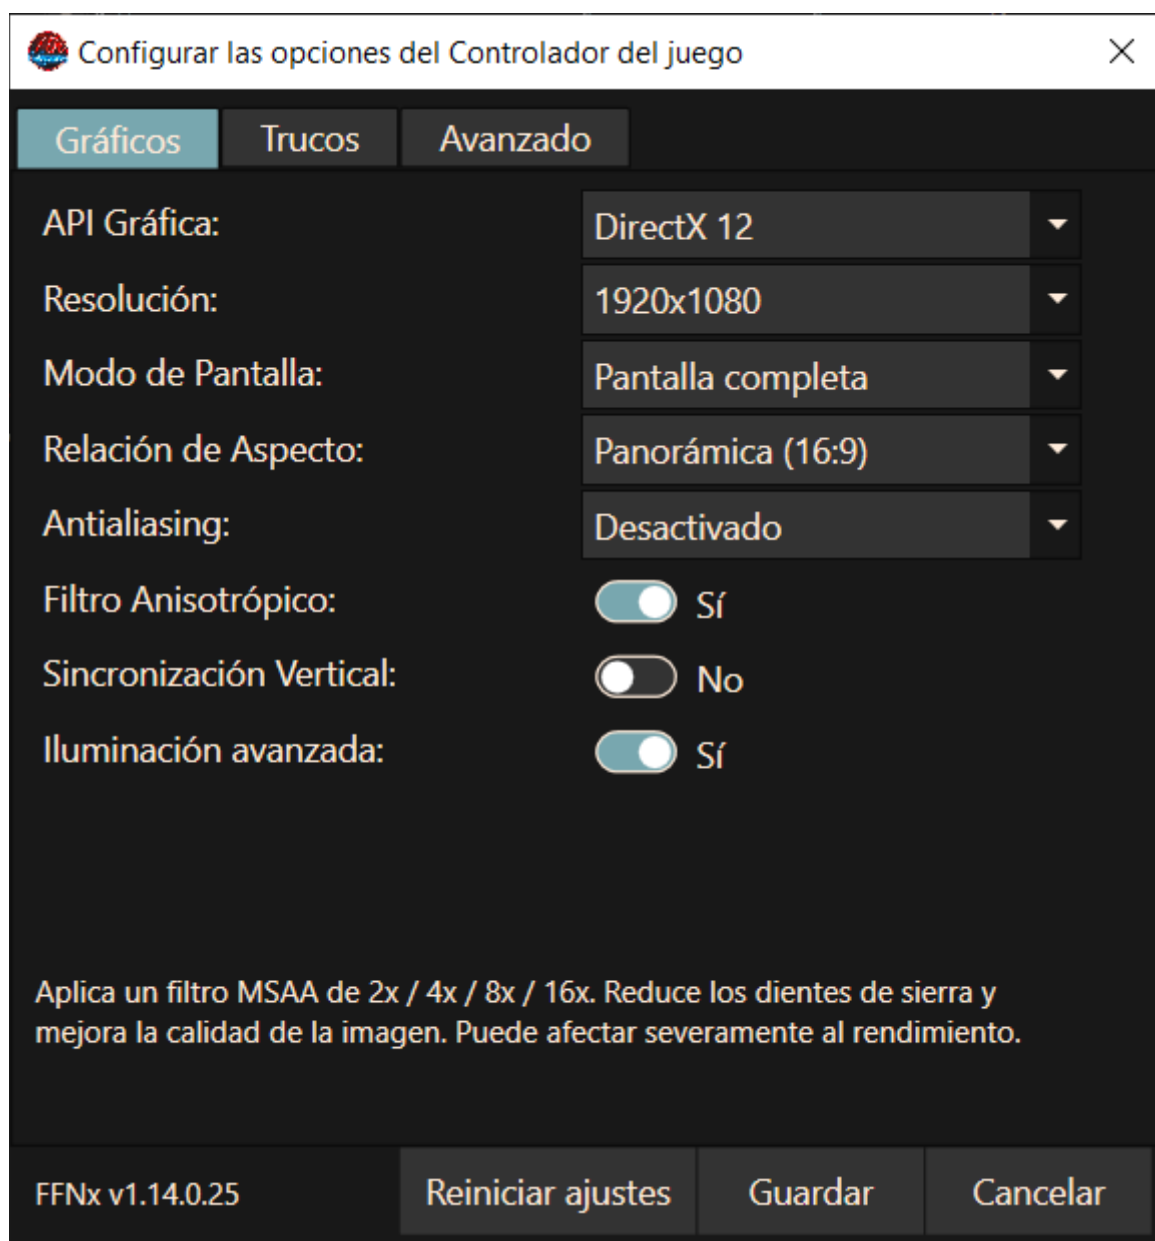 Configurar las opciones del Controlador del juego
Gráficos Trucos Avanzado
API Gráfica: DirectX 12
Resolución: 1920x1080
Modo de Pantalla: Pantalla completa
Relación de Aspecto: Panorámica (16:9)
Antialiasing: Desactivado
Filtro Anisotrópico: Sí
Sincronización Vertical: No
Iluminación avanzada: Sí
Aplica un filtro MSAA de 2x / 4x / 8x / 16x. Reduce los dientes de sierra y
mejora la calidad de la imagen. Puede afectar severamente al rendimiento.
FFNx v1.14.0.25 Reiniciar ajustes Guardar Cancelar